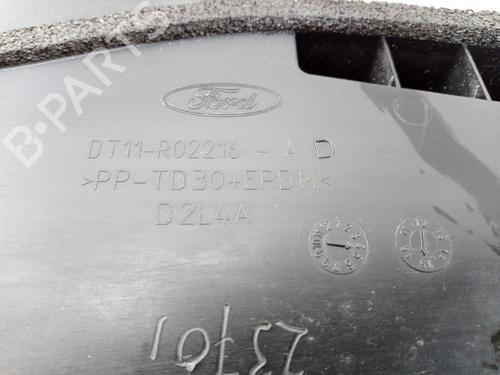 B-PARTS
Ford
DT11-R02216 - A D
>PP-TD30+EPDM<
D2L4A